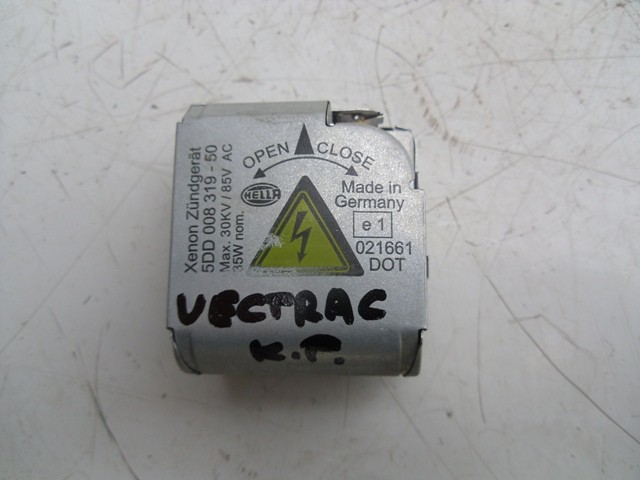 Xenon Zündgerät
5DD 008 319 - 50
Max. 30KV / 85V AC
35W nom.
OPEN CLOSE
HELLA
Made in
Germany
e 1
021661
DOT
VECTRAC
K.P.